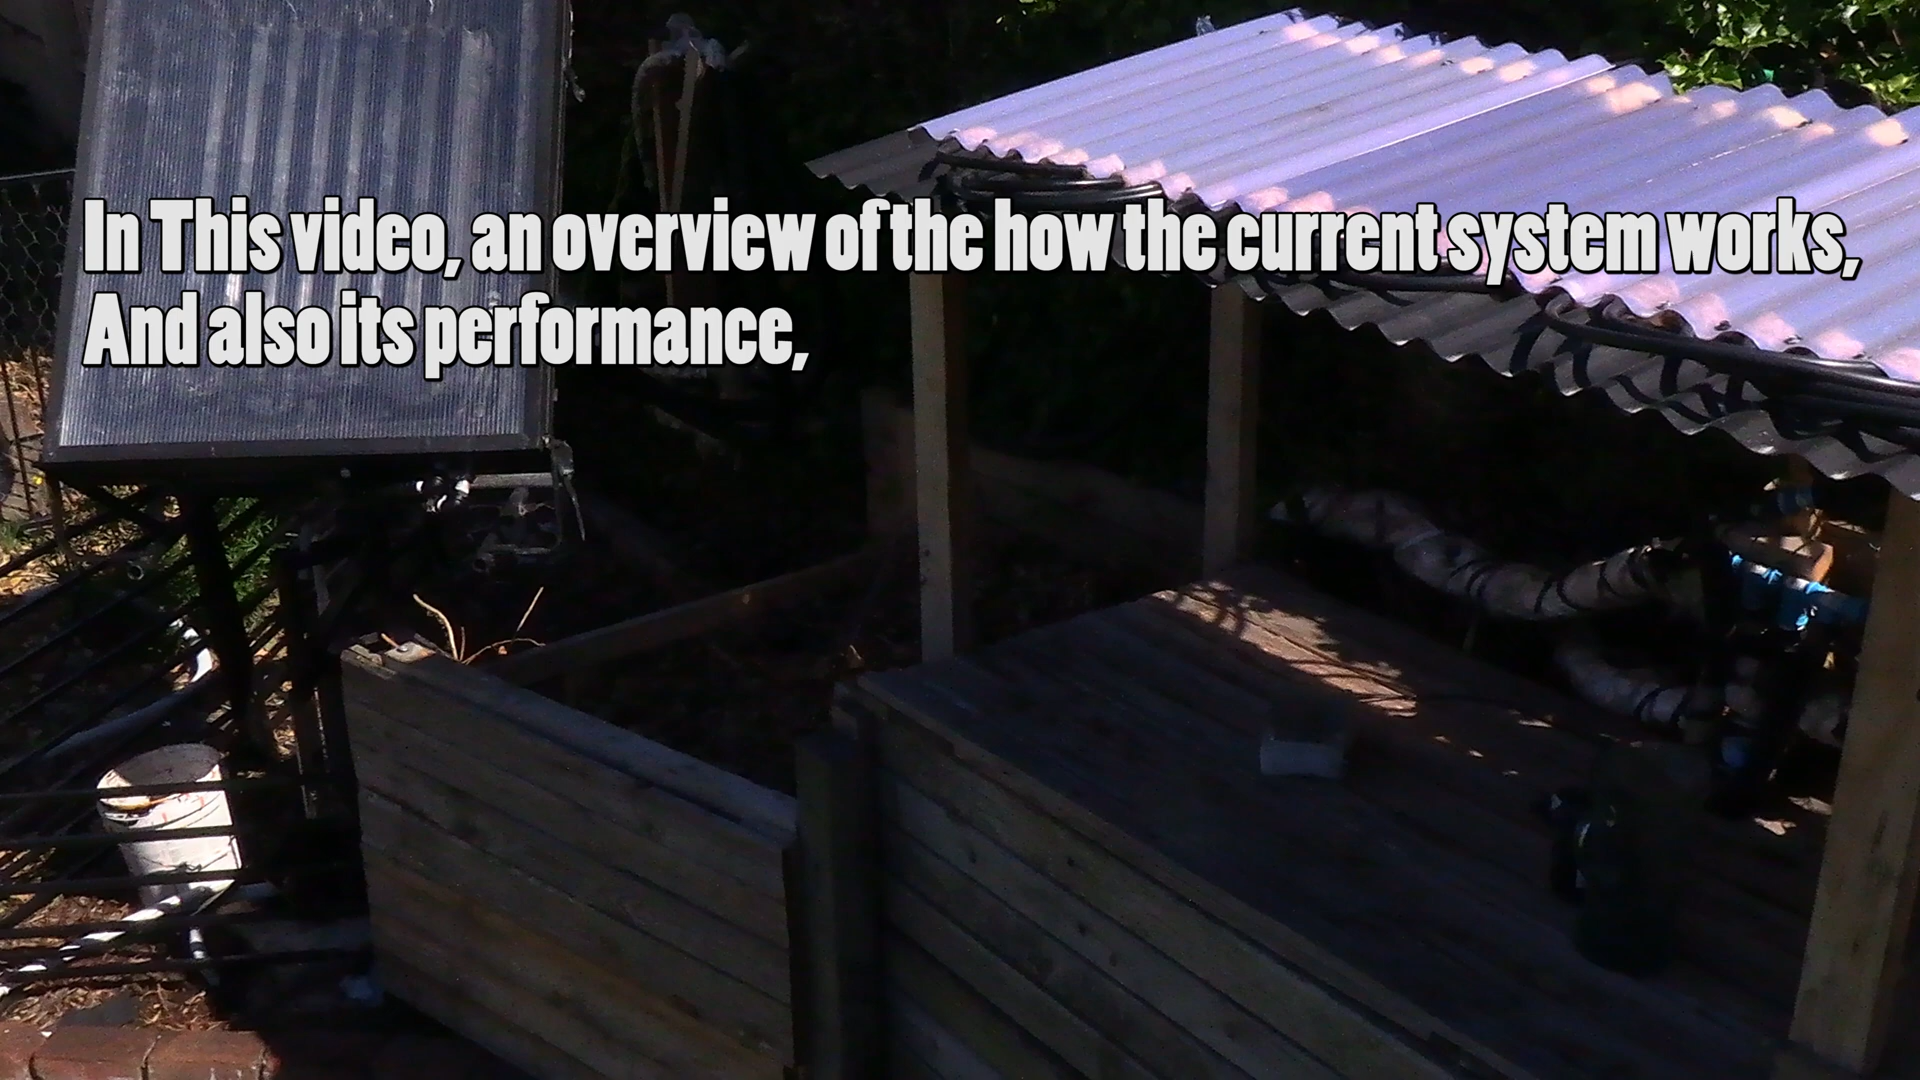 In This video, an overview of the how the current system works,
And also its performance,